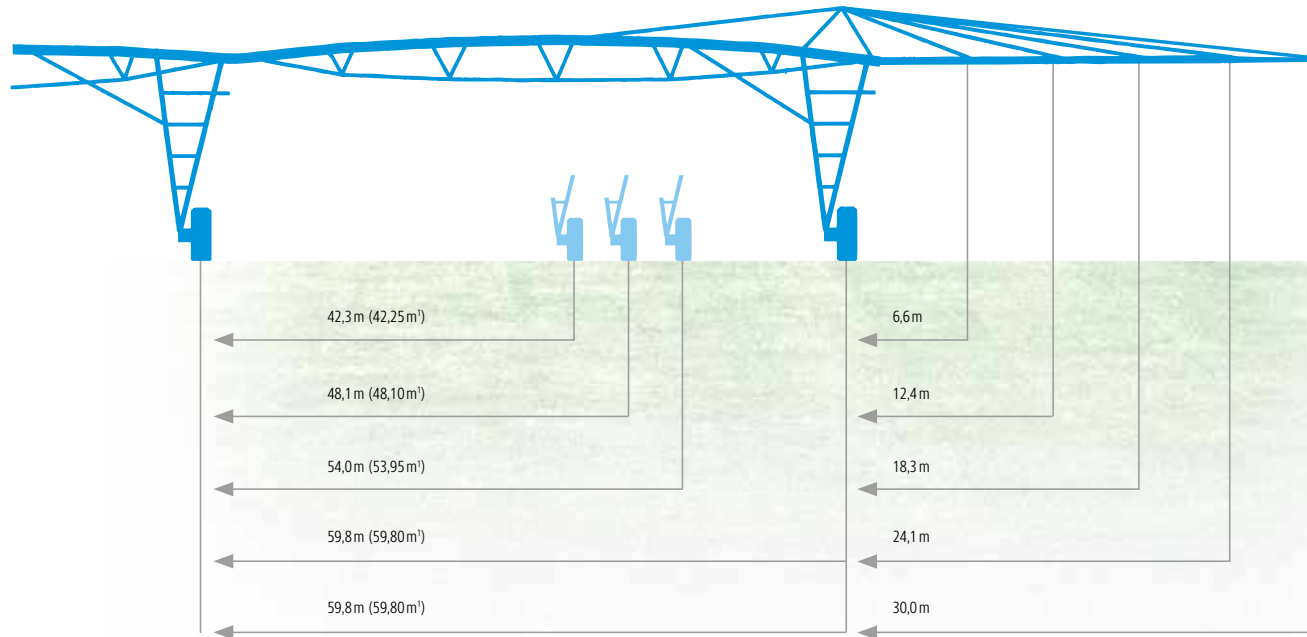 42,3 m (42,25 m¹)
6,6 m
48,1 m (48,10 m¹)
12,4 m
54,0 m (53,95 m¹)
18,3 m
59,8 m (59,80 m¹)
24,1 m
59,8 m (59,80 m¹)
30,0 m